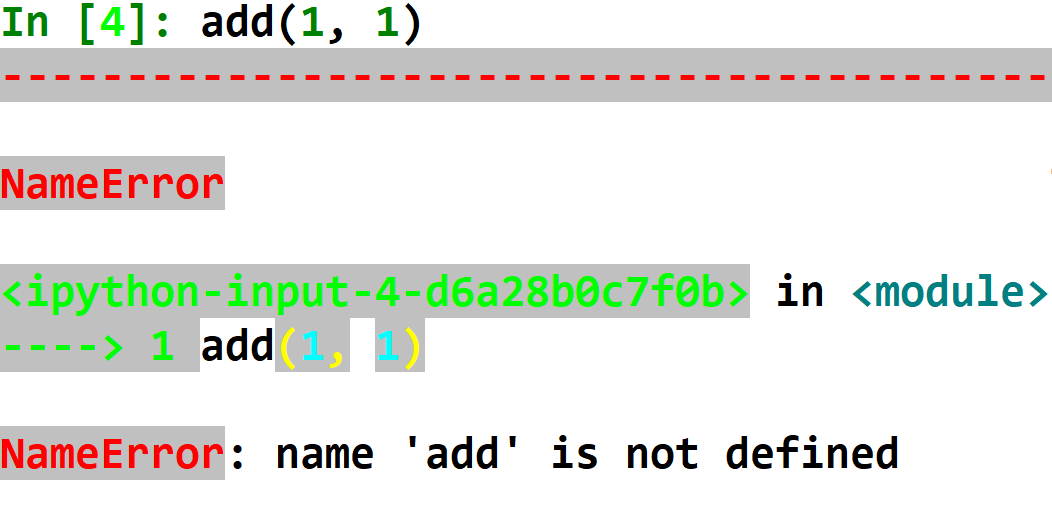 In [4]: add(1, 1)
------------------------------------------
NameError
<ipython-input-4-d6a28b0c7f0b> in <module>
----> 1 add(1, 1)
NameError: name 'add' is not defined